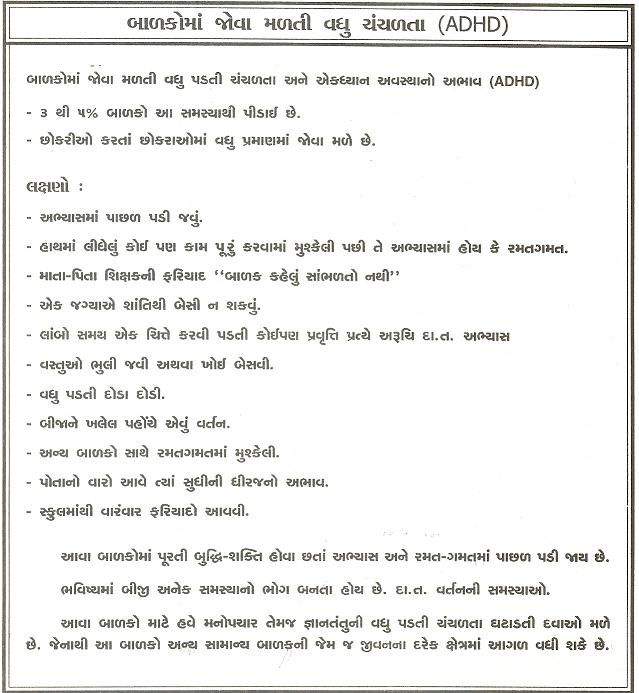 બાળકોમાં જોવા મળતી વધુ ચંચળતા (ADHD)
બાળકોમાં જોવા મળતી વધુ પડતી ચંચળતા અને એકધ્યાન અવસ્થાનો અભાવ (ADHD)
- ૩ થી ૫% બાળકો આ સમસ્યાથી પીડાઈ છે.
- છોકરીઓ કરતાં છોકરાઓમાં વધુ પ્રમાણમાં જોવા મળે છે.
લક્ષણો :
- અભ્યાસમાં પાછળ પડી જવું.
- હાથમાં લીધેલું કોઈ પણ કામ પૂરું કરવામાં મુશ્કેલી પછી તે અભ્યાસમાં હોય કે રમતગમત.
- માતા-પિતા શિક્ષકની ફરિયાદ “બાળક કહેલું સાંભળતો નથી”
- એક જગ્યાએ શાંતિથી બેસી ન શકવું.
- લાંબો સમય એક ચિત્તે કરવી પડતી કોઈપણ પ્રવૃત્તિ પ્રત્યે અરૂચિ દા.ત. અભ્યાસ
- વસ્તુઓ ભુલી જવી અથવા ખોઈ બેસવી.
- વધુ પડતી દોડા દોડી.
- બીજાને ખલેલ પહોંચે એવું વર્તન.
- અન્ય બાળકો સાથે રમતગમતમાં મુશ્કેલી.
- પોતાનો વારો આવે ત્યાં સુધીની ધીરજનો અભાવ.
- સ્કુલમાંથી વારંવાર ફરિયાદો આવવી.
આવા બાળકોમાં પૂરતી બુદ્ધિ-શક્તિ હોવા છતાં અભ્યાસ અને રમત-ગમતમાં પાછળ પડી જાય છે.
ભવિષ્યમાં બીજી અનેક સમસ્યાનો ભોગ બનતા હોય છે. દા.ત. વર્તનની સમસ્યાઓ.
આવા બાળકો માટે હવે મનોપચાર તેમજ જ્ઞાનતંતુની વધુ પડતી ચંચળતા ઘટાડતી દવાઓ મળે
છે. જેનાથી આ બાળકો અન્ય સામાન્ય બાળકની જેમ જ જીવનના દરેક ક્ષેત્રમાં આગળ વધી શકે છે.